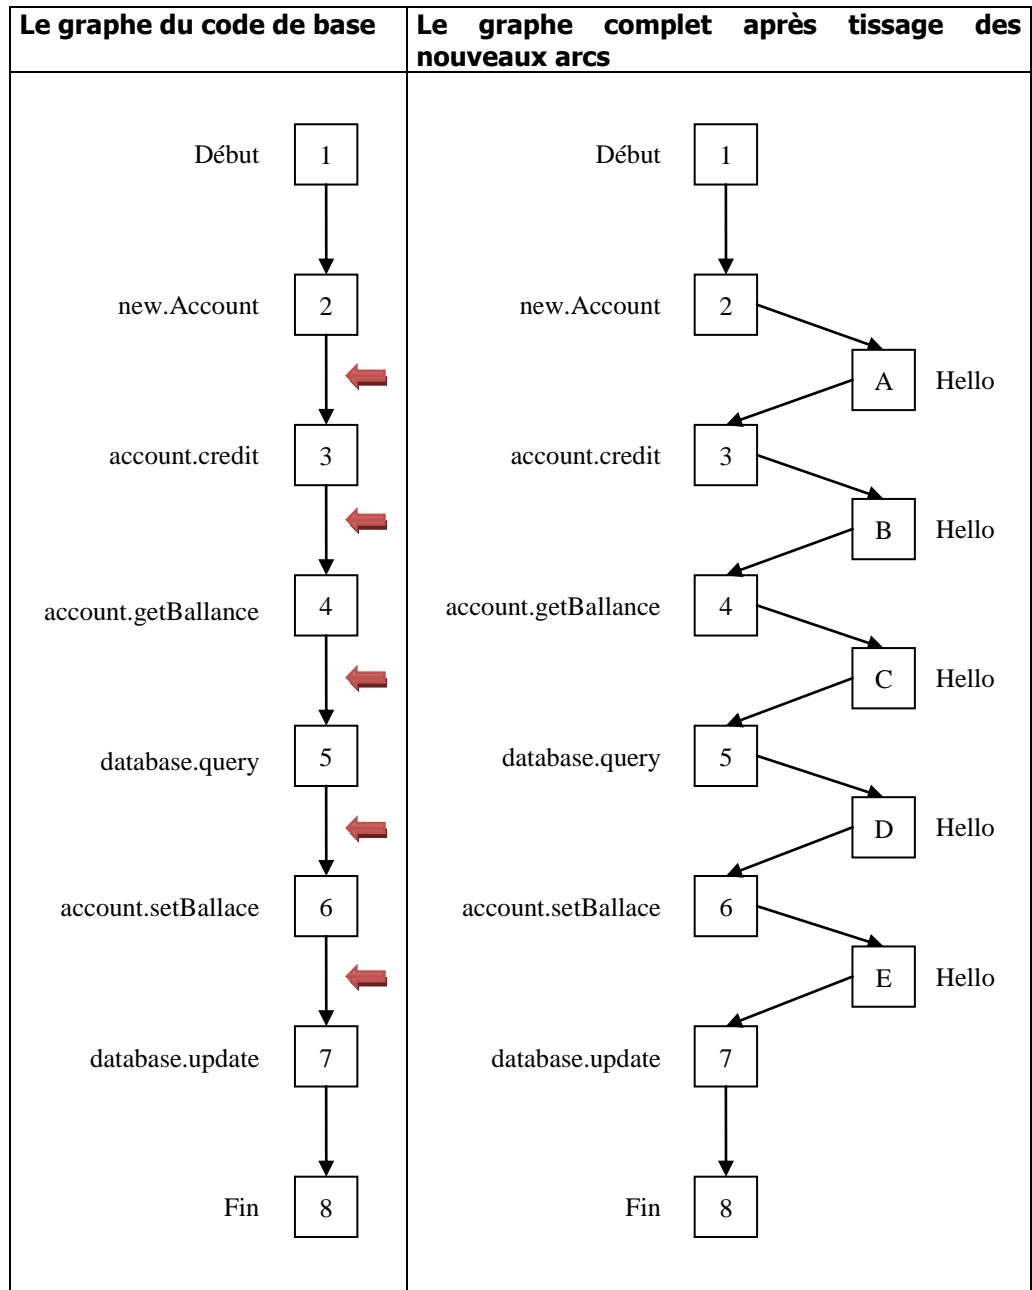 Le graphe du code de base
Le graphe complet après tissage des
nouveaux arcs
Début 1
new.Account 2
account.credit 3
account.getBallance 4
database.query 5
account.setBallace 6
database.update 7
Fin 8
Début 1
new.Account 2
A Hello
account.credit 3
B Hello
account.getBallance 4
C Hello
database.query 5
D Hello
account.setBallace 6
E Hello
database.update 7
Fin 8